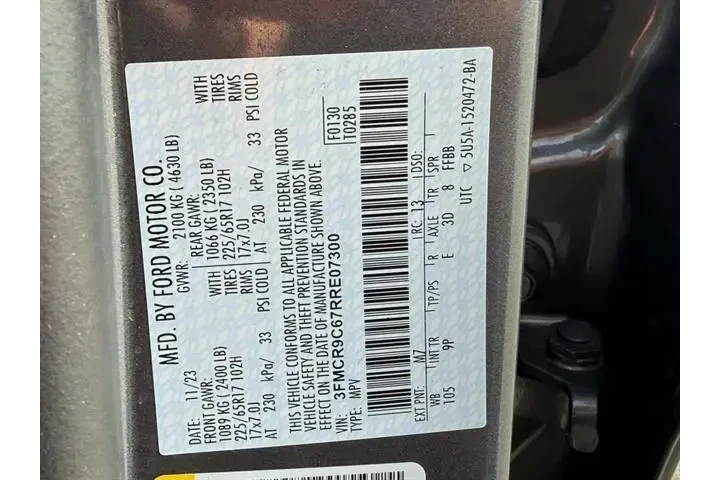 MFD. BY FORD MOTOR CO.
11/23 GVWR: 2100 KG ( 4630 LB)
FRONT GAWR: REAR GAWR: WITH
1089 KG ( 2400 LB) 1066 KG ( 2350 LB) TIRES
225/65R17 102H 225/65R17 102H RIMS
17x7.0J 17x7.0J
AT 230 kPa/ 33 PSI COLD AT 230 kPa/ 33 PSI COLD
WITH
TIRES
RIMS
THIS VEHICLE CONFORMS TO ALL APPLICABLE FEDERAL MOTOR
VEHICLE SAFETY AND THEFT PREVENTION STANDARDS IN
EFFECT ON THE DATE OF MANUFACTURE SHOWN ABOVE.
VIN: 3FMCR9C67RRE07300
TYPE: MPV
F0130
T0285
EXT PNT: M7 RC: 13 DSO:
WB INT TR TP/PS R AXLE TR SPR
105 9P E 3D 8 FFBB
UTC ▽5U5A-1520472-BA